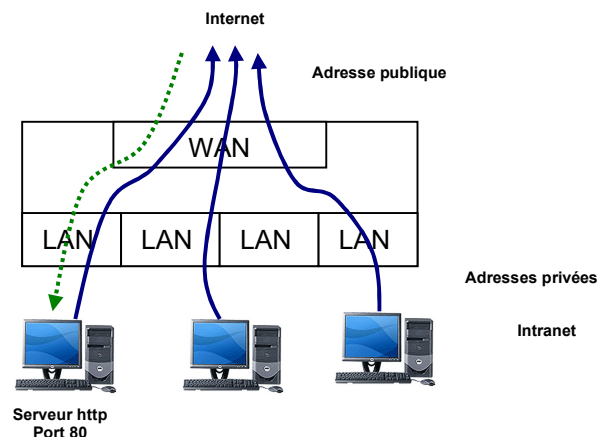 Internet
Adresse publique
WAN
LAN LAN LAN LAN
Adresses privées
Intranet
Serveur http
Port 80